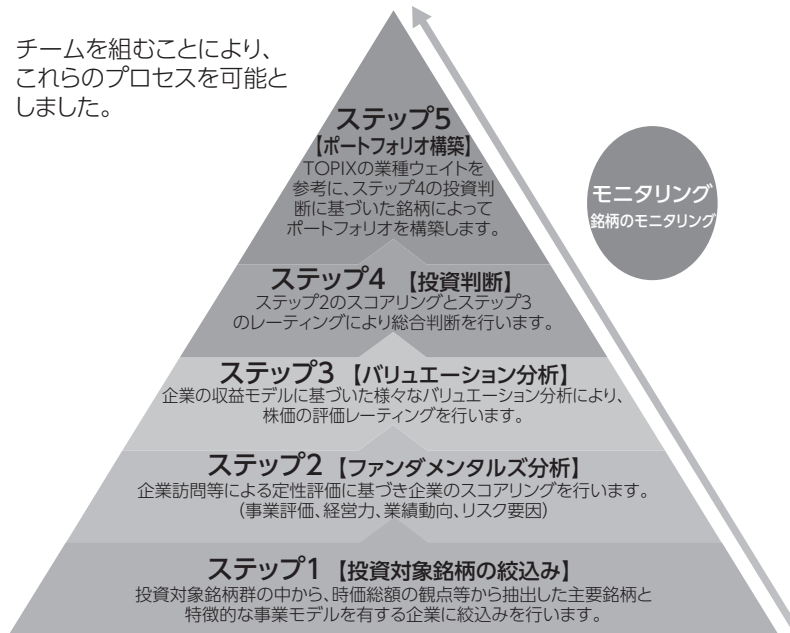 チームを組むことにより、
これらのプロセスを可能と
しました。
ステップ5
【ポートフォリオ構築】
TOPIXの業種ウェイトを
参考に、ステップ4の投資判
断に基づいた銘柄によって
ポートフォリオを構築します。
モニタリング
銘柄のモニタリング
ステップ4 【投資判断】
ステップ2のスコアリングとステップ3
のレーティングにより総合判断を行います。
ステップ3 【バリュエーション分析】
企業の収益モデルに基づいた様々なバリュエーション分析により、
株価の評価レーティングを行います。
ステップ2 【ファンダメンタルズ分析】
企業訪問等による定性評価に基づき企業のスコアリングを行います。
(事業評価、経営力、業績動向、リスク要因)
ステップ1 【投資対象銘柄の絞込み】
投資対象銘柄群の中から、時価総額の観点等から抽出した主要銘柄と
特徴的な事業モデルを有する企業に絞込みを行います。